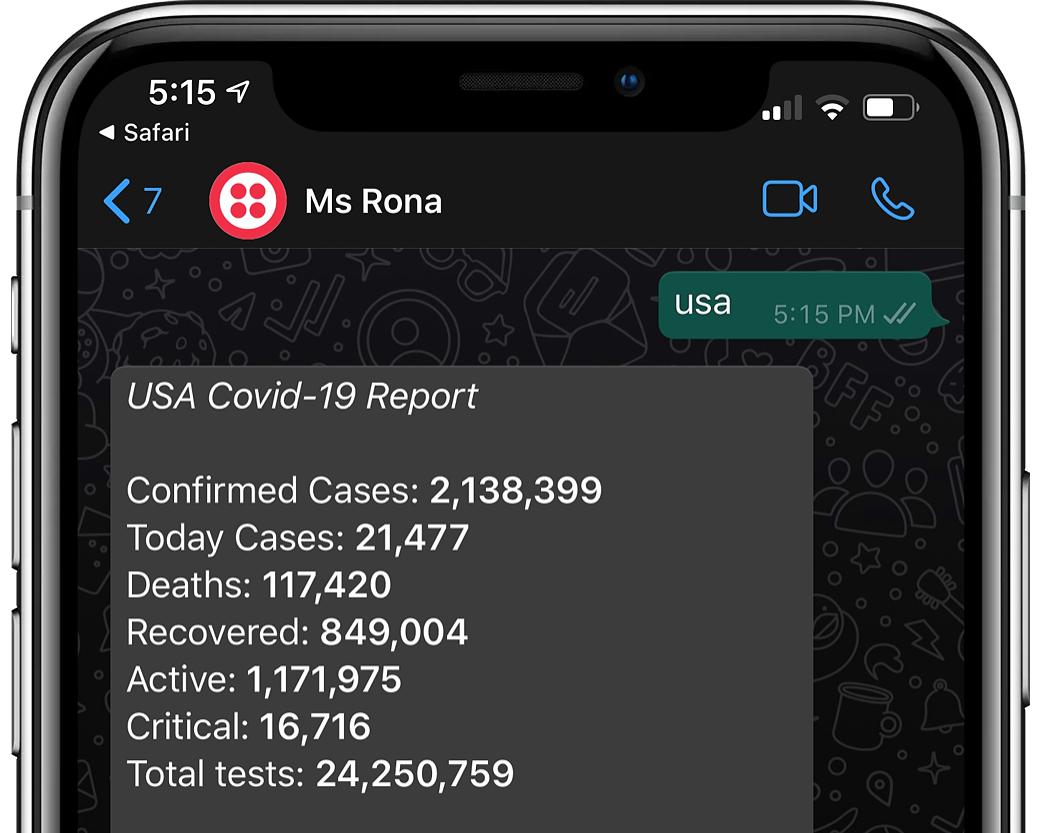 5:15
Safari
7
Ms Rona
usa 5:15 PM
BFF
USA Covid-19 Report
Confirmed Cases: 2,138,399
Today Cases: 21,477
Deaths: 117,420
Recovered: 849,004
Active: 1,171,975
Critical: 16,716
Total tests: 24,250,759